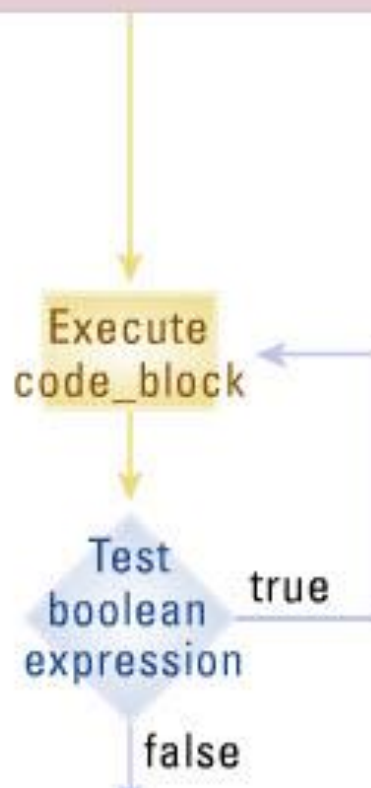 Execute
code_block
Test
boolean
expression
true
false